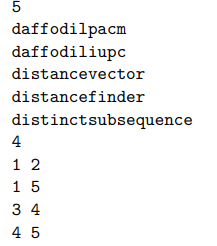 5
daffodilpacm
daffodiliupc
distancevector
distancefinder
distinctsubsequence
4
1 2
1 5
3 4
4 5